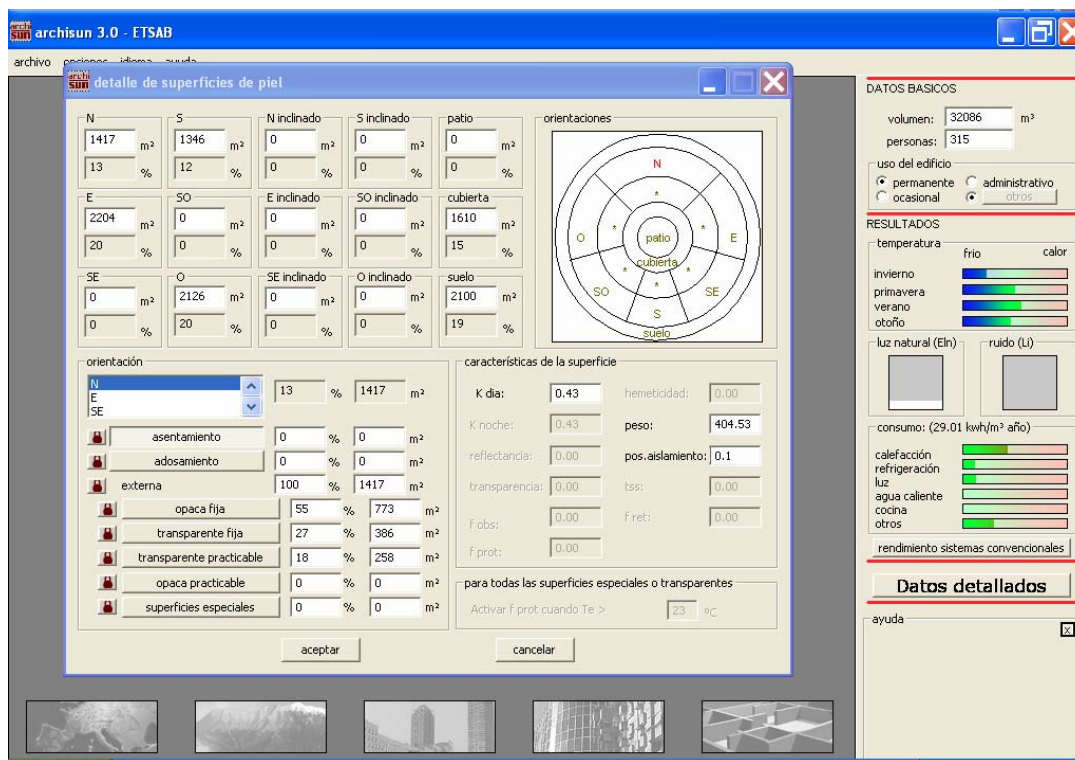 archi sun archisun 3.0 - ETSAB
archivo opciones idioma ayuda
archi sun detalle de superficies de piel
N S N inclinado S inclinado patio orientaciones
1417 m² 1346 m² 0 m² 0 m² 0 m²
13 % 12 % 0 % 0 % 0 %
E SO E inclinado SO inclinado cubierta
2204 m² 0 m² 0 m² 0 m² 1610 m²
20 % 0 % 0 % 0 % 15 %
SE O SE inclinado O inclinado suelo
0 m² 2126 m² 0 m² 0 m² 2100 m²
0 % 20 % 0 % 0 % 19 %
N
* * *
O patio E
cubierta
* * *
SO SE
S
suelo
orientación
N
E
SE
13 % 1417 m²
asentamiento 0 % 0 m²
adosamiento 0 % 0 m²
externa 100 % 1417 m²
opaca fija 55 % 773 m²
transparente fija 27 % 386 m²
transparente practicable 18 % 258 m²
opaca practicable 0 % 0 m²
superficies especiales 0 % 0 m²
características de la superficie
K dia: 0.43 hemeticidad: 0.00
K noche: 0.43 peso: 404.53
reflectancia: 0.00 pos.aislamiento: 0.1
transparencia: 0.00 tss: 0.00
f obs: 0.00 f ret: 0.00
f prot: 0.00
para todas las superficies especiales o transparentes
Activar f prot cuando Te > 23 ºC
aceptar cancelar
DATOS BASICOS
volumen: 32086 m³
personas: 315
uso del edificio
permanente administrativo
ocasional otros
RESULTADOS
temperatura
frio calor
invierno
primavera
verano
otoño
luz natural (Eln) ruido (Li)
consumo: (29.01 kwh/m³ año)
calefacción
refrigeración
luz
agua caliente
cocina
otros
rendimiento sistemas convencionales
Datos detallados
ayuda
X